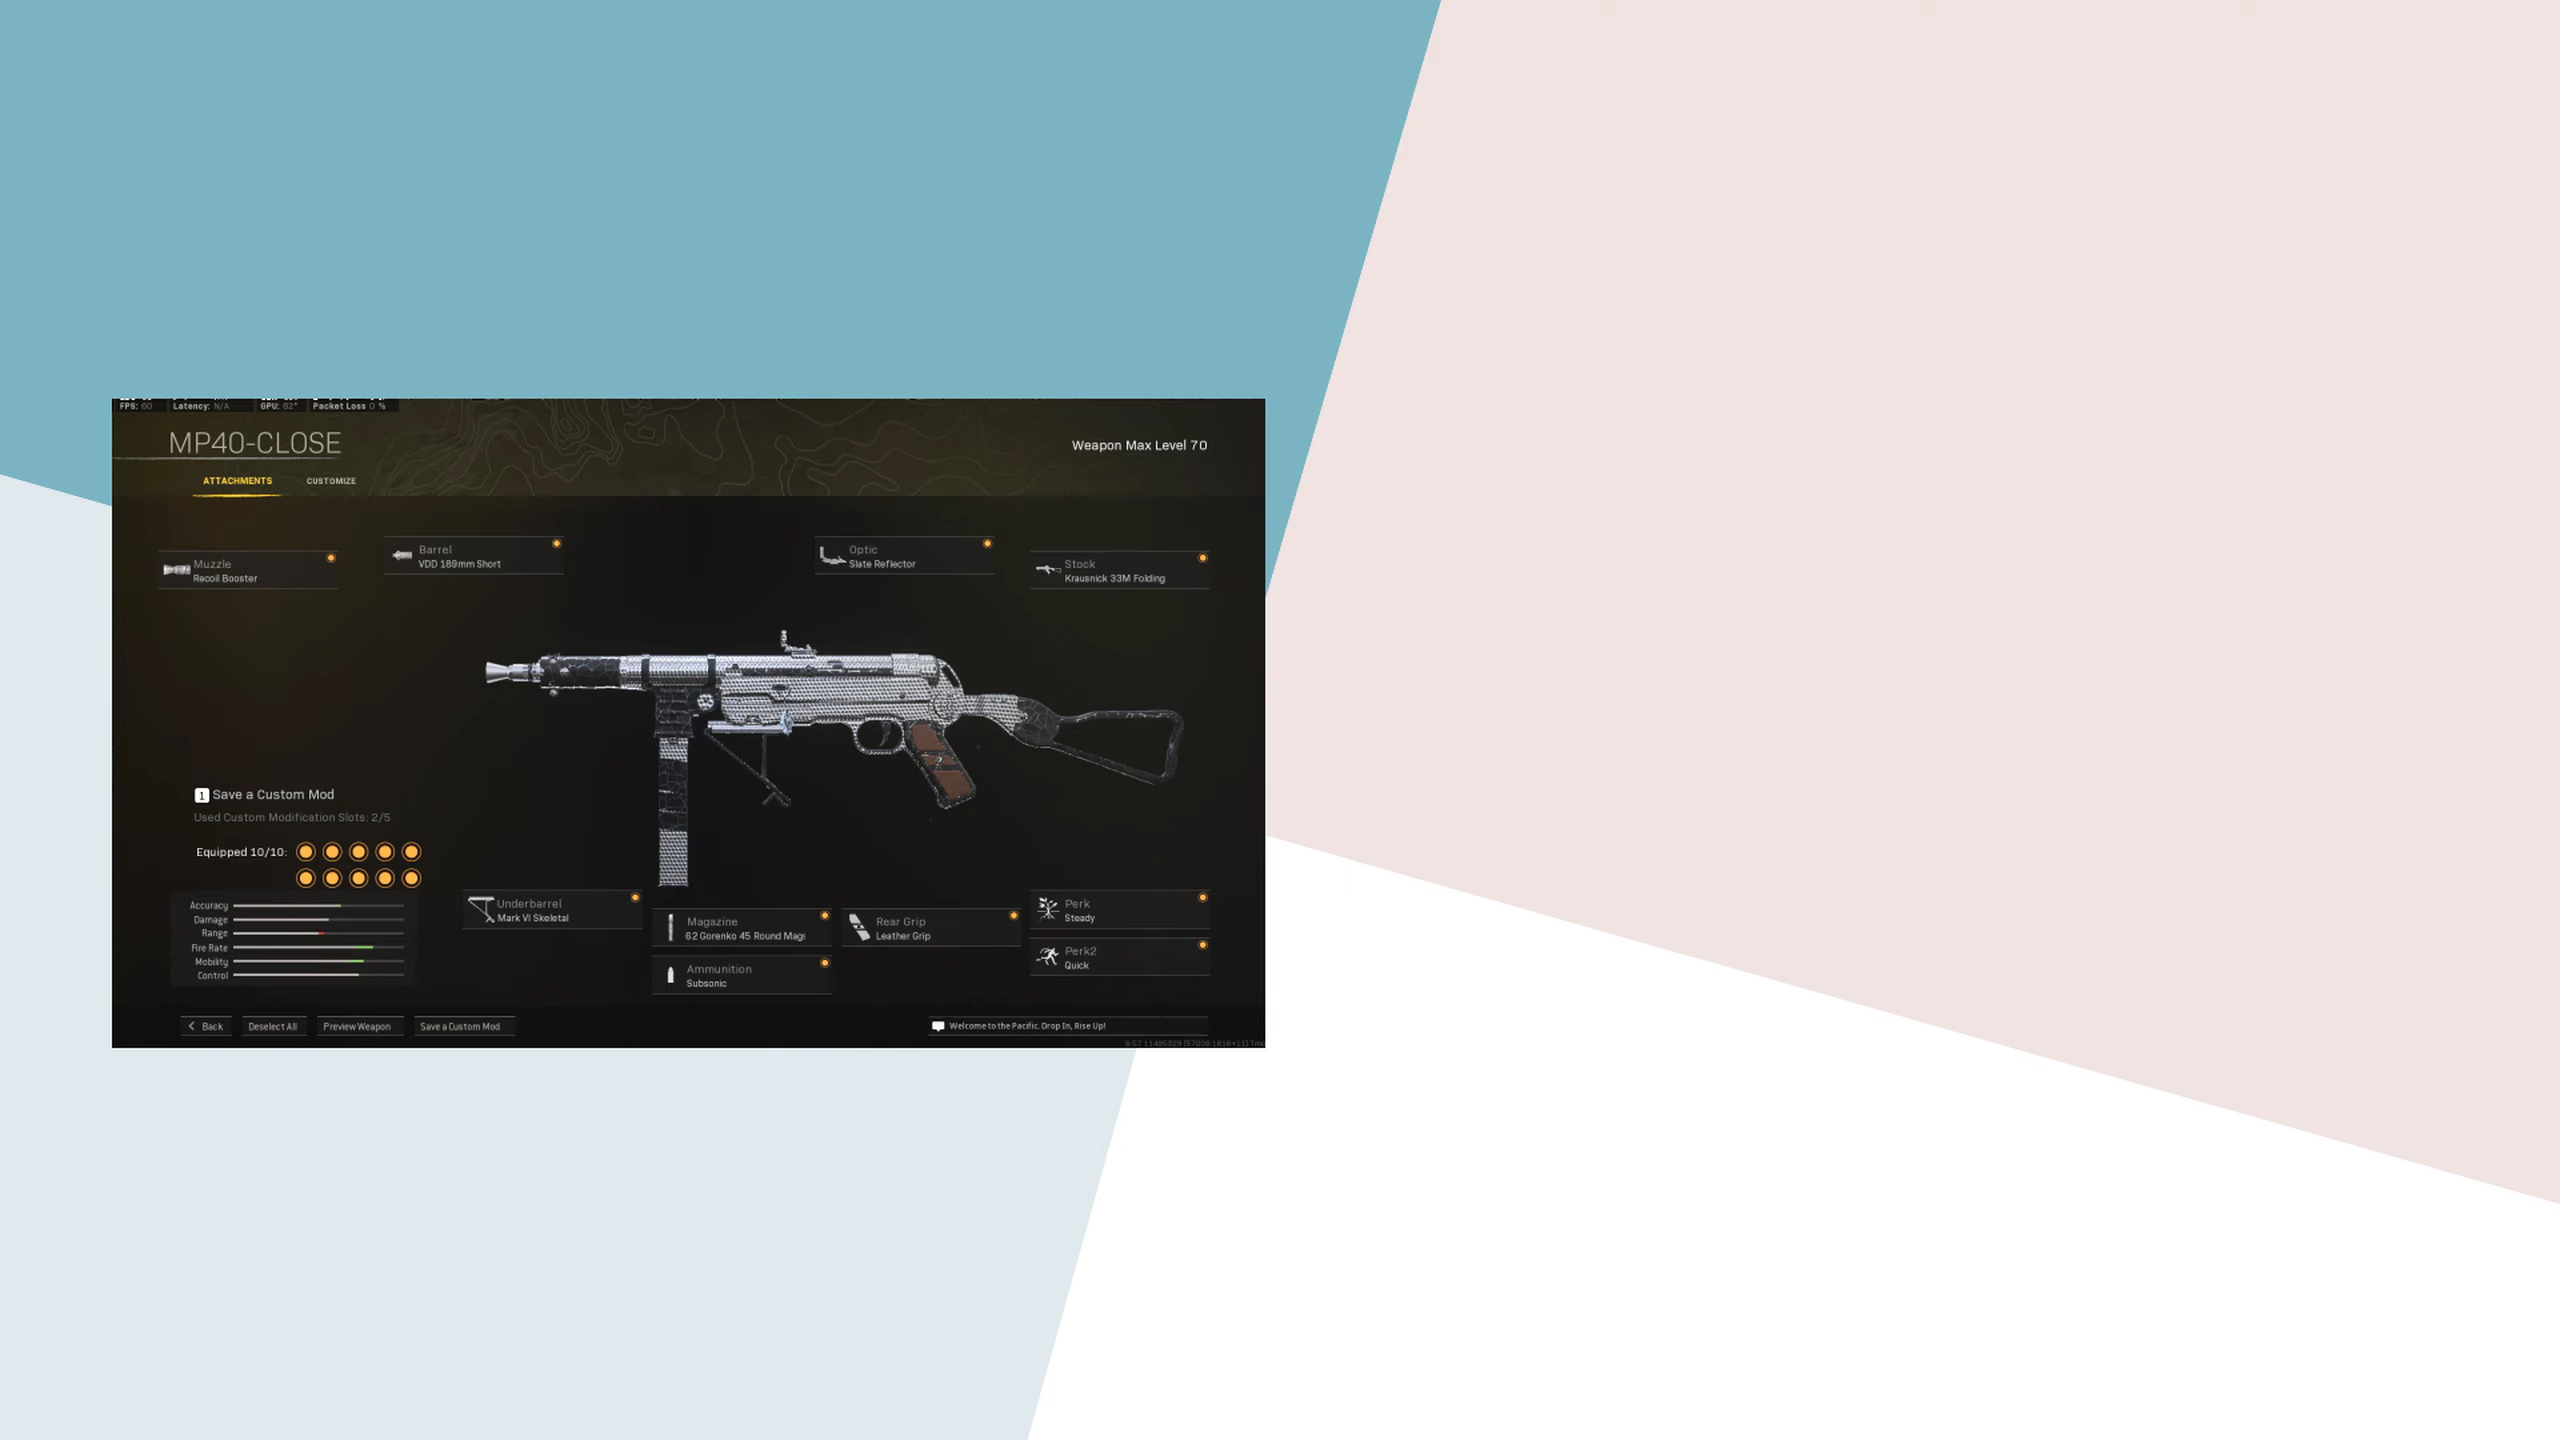 FPS: 60 Latency: N/A GPU: 62° Packet Loss 0 %
MP40-CLOSE
Weapon Max Level 70
ATTACHMENTS CUSTOMIZE
Muzzle
Recoil Booster
Barrel
VDD 189mm Short
Optic
Slate Reflector
Stock
Krausnick 33M Folding
1 Save a Custom Mod
Used Custom Modification Slots: 2/5
Equipped 10/10:
Accuracy
Damage
Range
Fire Rate
Mobility
Control
Underbarrel
Mark VI Skeletal
Magazine
62 Gorenko 45 Round Mags
Ammunition
Subsonic
Rear Grip
Leather Grip
Perk
Steady
Perk2
Quick
Back Deselect All Preview Weapon Save a Custom Mod
Welcome to the Pacific. Drop In, Rise Up!